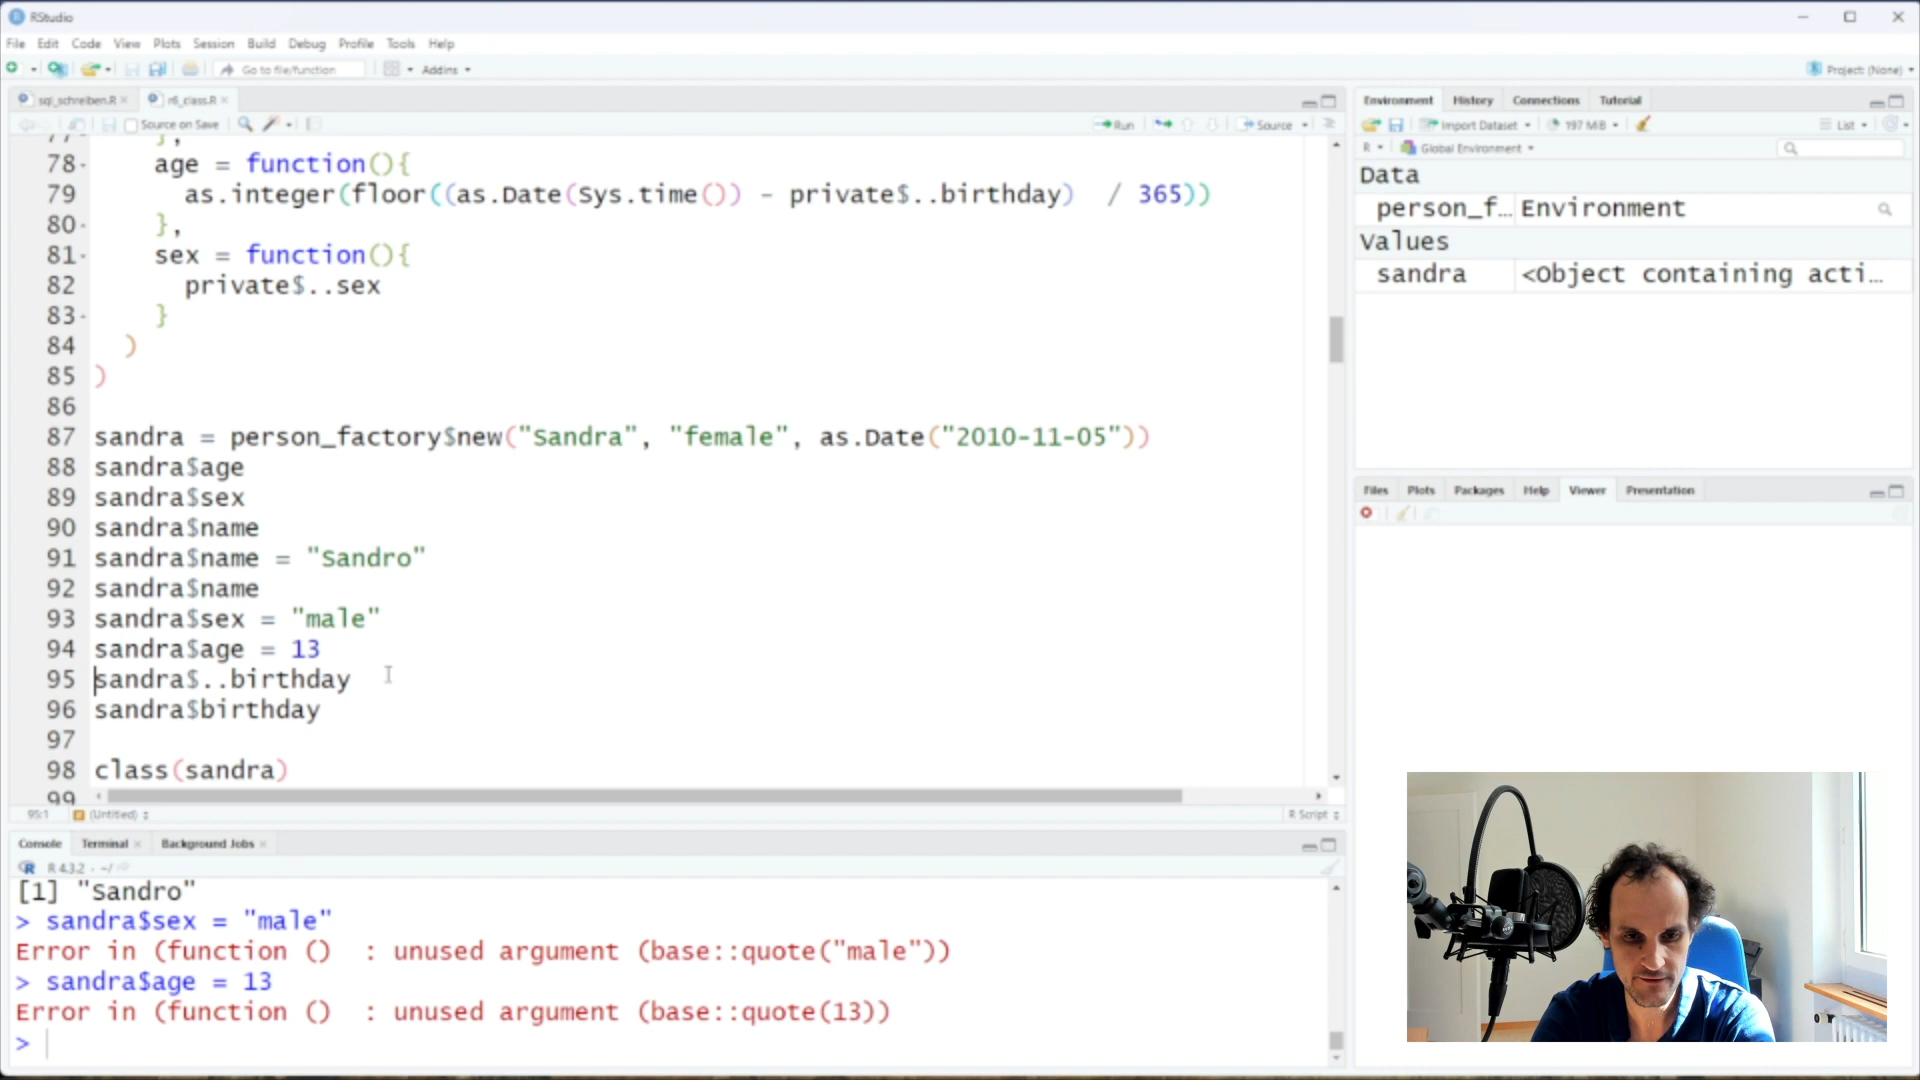 RStudio
File Edit Code View Plots Session Build Debug Profile Tools Help
Go to file/function Addins Project: (None)
sql_schreiben.R r6_class.R
Source on Save Run Source
77 },
78 age = function(){
79 as.integer(floor((as.Date(Sys.time()) - private$..birthday) / 365))
80 },
81 sex = function(){
82 private$..sex
83 }
84 )
85 )
86
87 sandra = person_factory$new("Sandra", "female", as.Date("2010-11-05"))
88 sandra$age
89 sandra$sex
90 sandra$name
91 sandra$name = "Sandro"
92 sandra$name
93 sandra$sex = "male"
94 sandra$age = 13
95 sandra$..birthday
96 sandra$birthday
97
98 class(sandra)
99
95:1 (Untitled) R Script
Console Terminal Background Jobs
R 4.3.2 · ~/
[1] "Sandro"
> sandra$sex = "male"
Error in (function () : unused argument (base::quote("male"))
> sandra$age = 13
Error in (function () : unused argument (base::quote(13))
>
Environment History Connections Tutorial
Import Dataset 197 MiB List
R Global Environment
Data
person_f… Environment
Values
sandra <Object containing acti…
Files Plots Packages Help Viewer Presentation